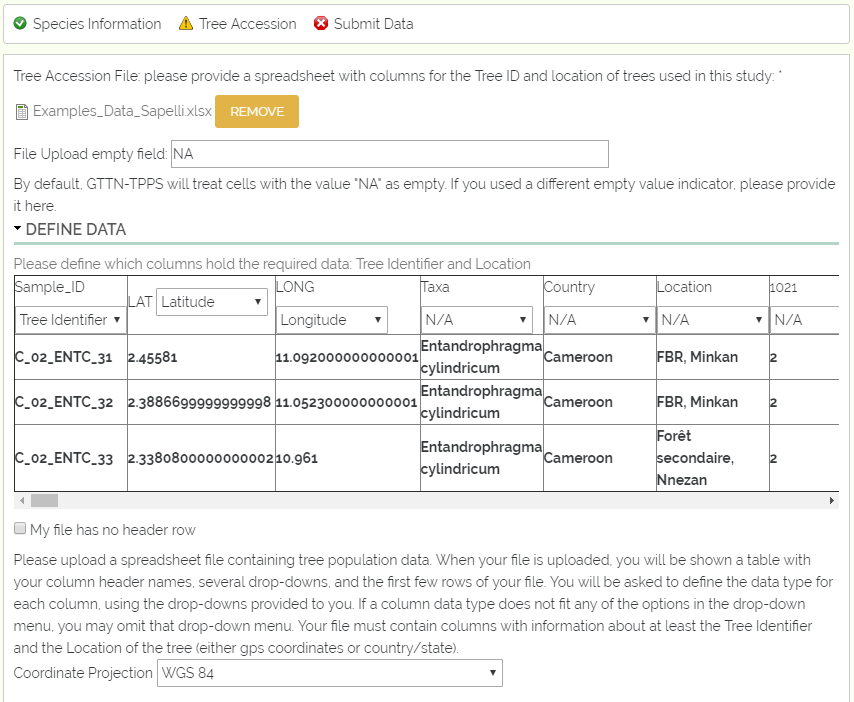 Species Information Tree Accession Submit Data
Tree Accession File: please provide a spreadsheet with columns for the Tree ID and location of trees used in this study: *
Examples_Data_Sapelli.xlsx REMOVE
File Upload empty field: NA
By default, GTTN-TPPS will treat cells with the value "NA" as empty. If you used a different empty value indicator, please provide
it here.
DEFINE DATA
Please define which columns hold the required data: Tree Identifier and Location
Sample_ID LAT Latitude LONG Taxa Country Location 1021
Tree Identifier Longitude N/A N/A N/A N/A
C_02_ENTC_31 2.45581 11.092000000000001 Entandrophragma cylindricum Cameroon FBR, Minkan 2
C_02_ENTC_32 2.3886699999999998 11.052300000000001 Entandrophragma cylindricum Cameroon FBR, Minkan 2
C_02_ENTC_33 2.3380800000000002 10.961 Entandrophragma cylindricum Cameroon Forêt secondaire, Nnezan 2
My file has no header row
Please upload a spreadsheet file containing tree population data. When your file is uploaded, you will be shown a table with
your column header names, several drop-downs, and the first few rows of your file. You will be asked to define the data type for
each column, using the drop-downs provided to you. If a column data type does not fit any of the options in the drop-down
menu, you may omit that drop-down menu. Your file must contain columns with information about at least the Tree Identifier
and the Location of the tree (either gps coordinates or country/state).
Coordinate Projection WGS 84